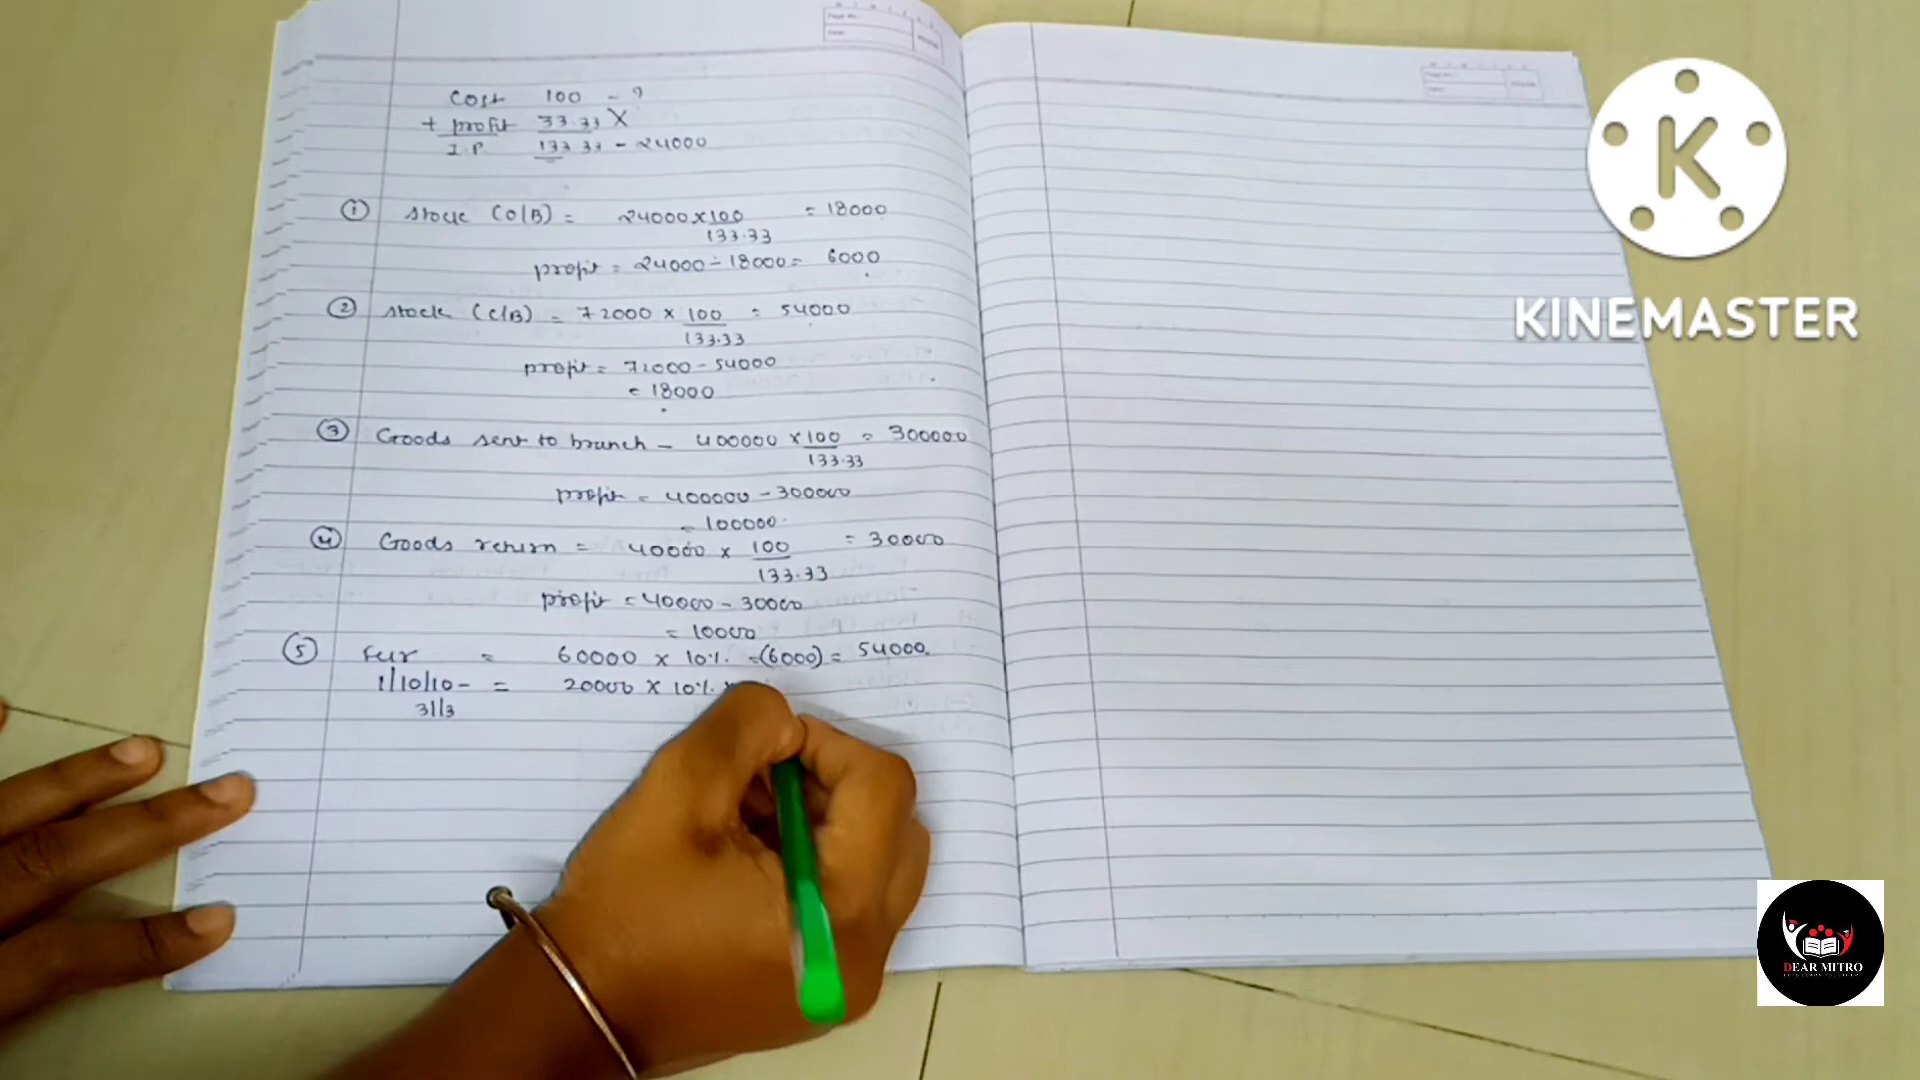 Cost 100 - ?
+ profit 33.33 X
I.P. 133.33 - 24000
① stock (O/B) = 24000 x 100 = 18000
133.33
profit = 24000 - 18000 = 6000
② stock (C/B) = 72000 x 100 = 54000
133.33
profit = 72000 - 54000
= 18000
③ Goods sent to branch - 400000 x 100 = 300000
133.33
profit = 400000 - 300000
= 100000
④ Goods return = 40000 x 100 = 30000
133.33
profit = 40000 - 30000
= 10000
⑤ Fur = 60000 x 10% = (6000) = 54000
1/10/10 - = 20000 x 10% x
31/3
KINEMASTER
DEAR MITRO